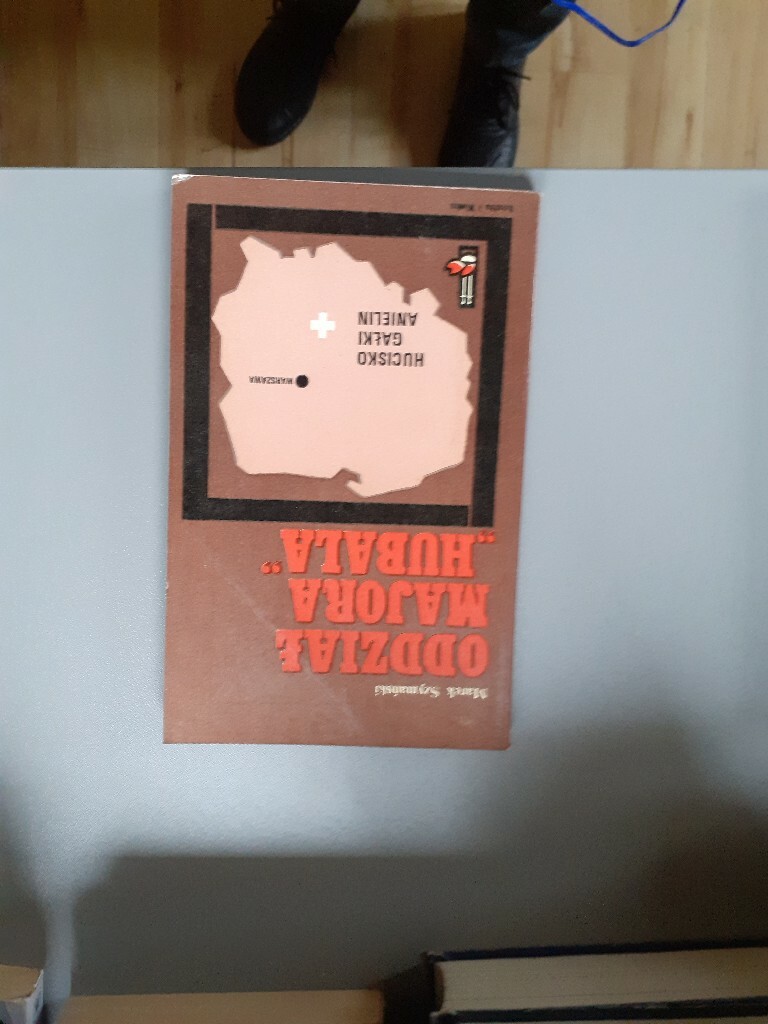 Marek Szymański
ODDZIAŁ
MAJORA
„HUBALA”
WARSZAWA
HUCISKO
GAŁKI
ANIELIN